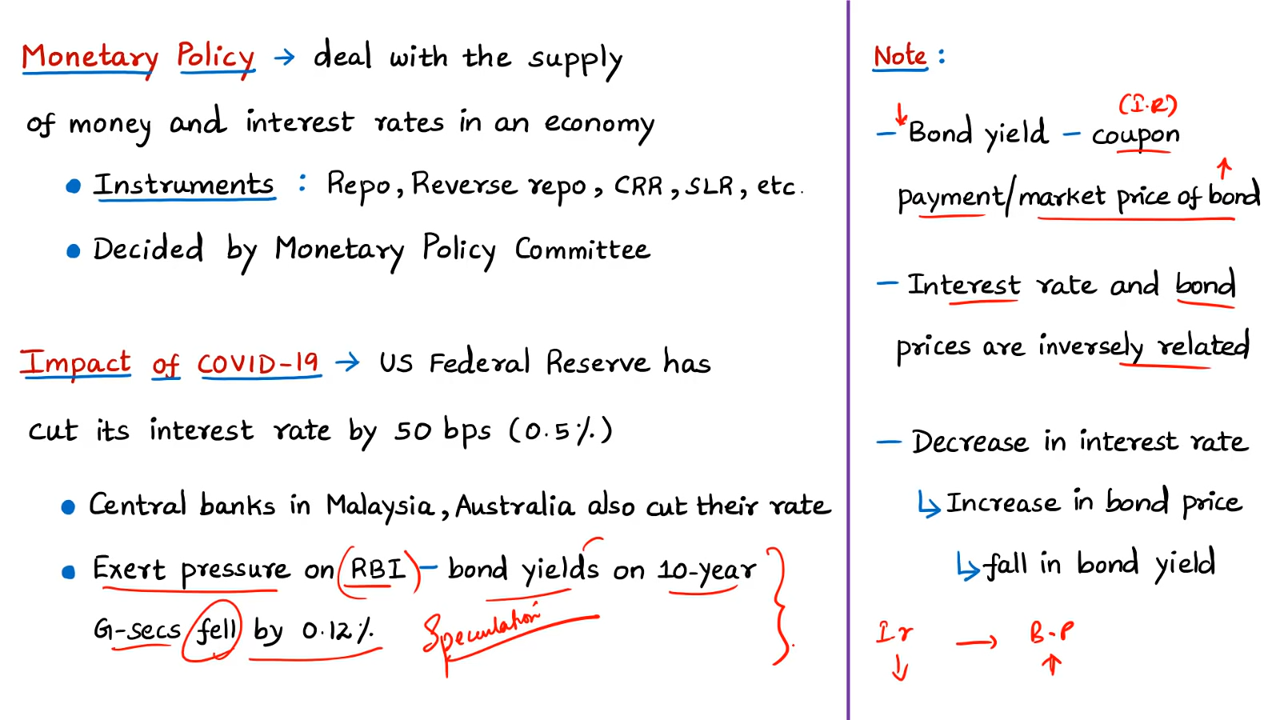 Monetary Policy → deal with the supply
of money and interest rates in an economy
• Instruments : Repo, Reverse repo, CRR, SLR, etc.
• Decided by Monetary Policy Committee
Impact of COVID-19 → US Federal Reserve has
cut its interest rate by 50 bps (0.5%)
• Central banks in Malaysia, Australia also cut their rate
• Exert pressure on (RBI) - bond yields on 10-year
G-secs fell by 0.12%
Speculation
Note :
(I.R)
↓
- Bond yield - coupon
↑
payment/market price of bond
- Interest rate and bond
prices are inversely related
- Decrease in interest rate
↳ Increase in bond price
↳ fall in bond yield
Ir → B.P
↓ ↑